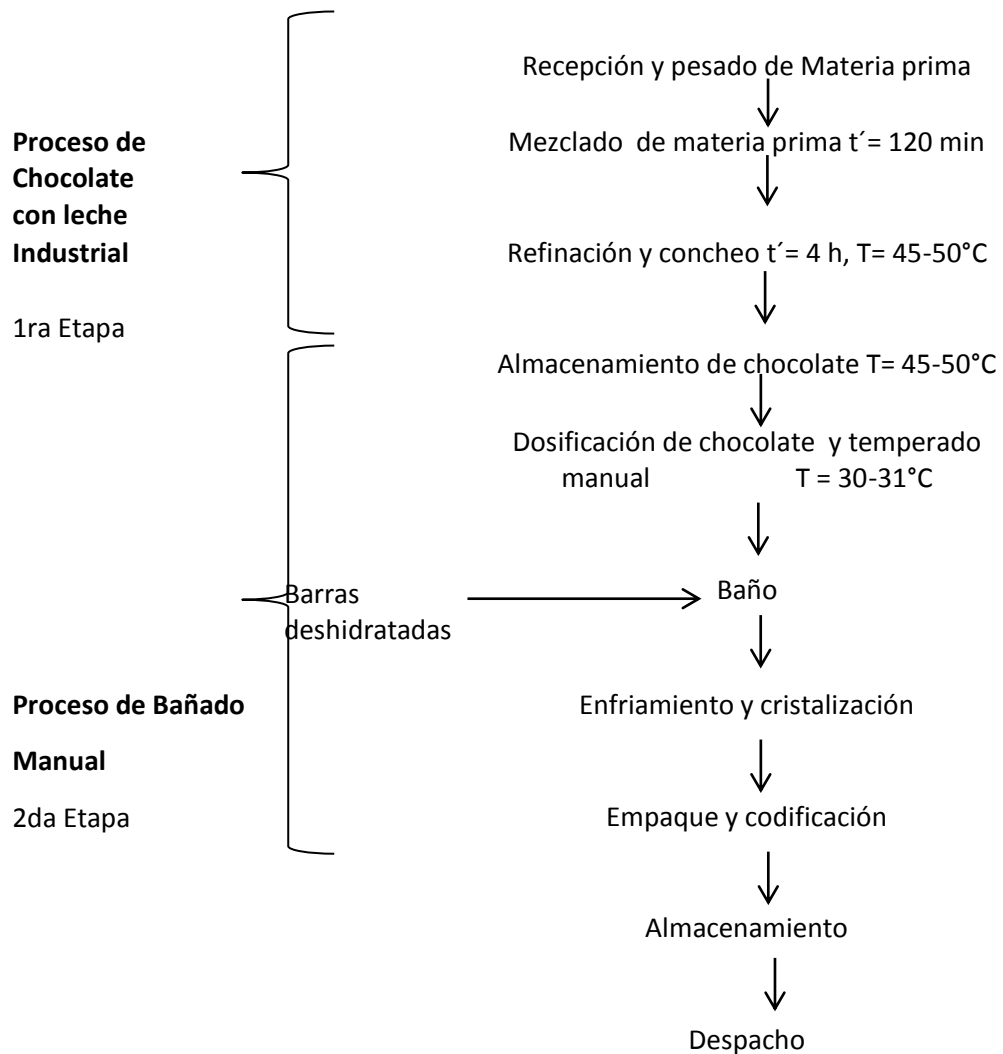 Recepción y pesado de Materia prima
Proceso de
Chocolate
con leche
Industrial
1ra Etapa
Mezclado de materia prima t´= 120 min
Refinación y concheo t´= 4 h, T= 45-50°C
Almacenamiento de chocolate T= 45-50°C
Dosificación de chocolate y temperado
manual T = 30-31°C
Barras
deshidratadas
Baño
Proceso de Bañado
Manual
2da Etapa
Enfriamiento y cristalización
Empaque y codificación
Almacenamiento
Despacho